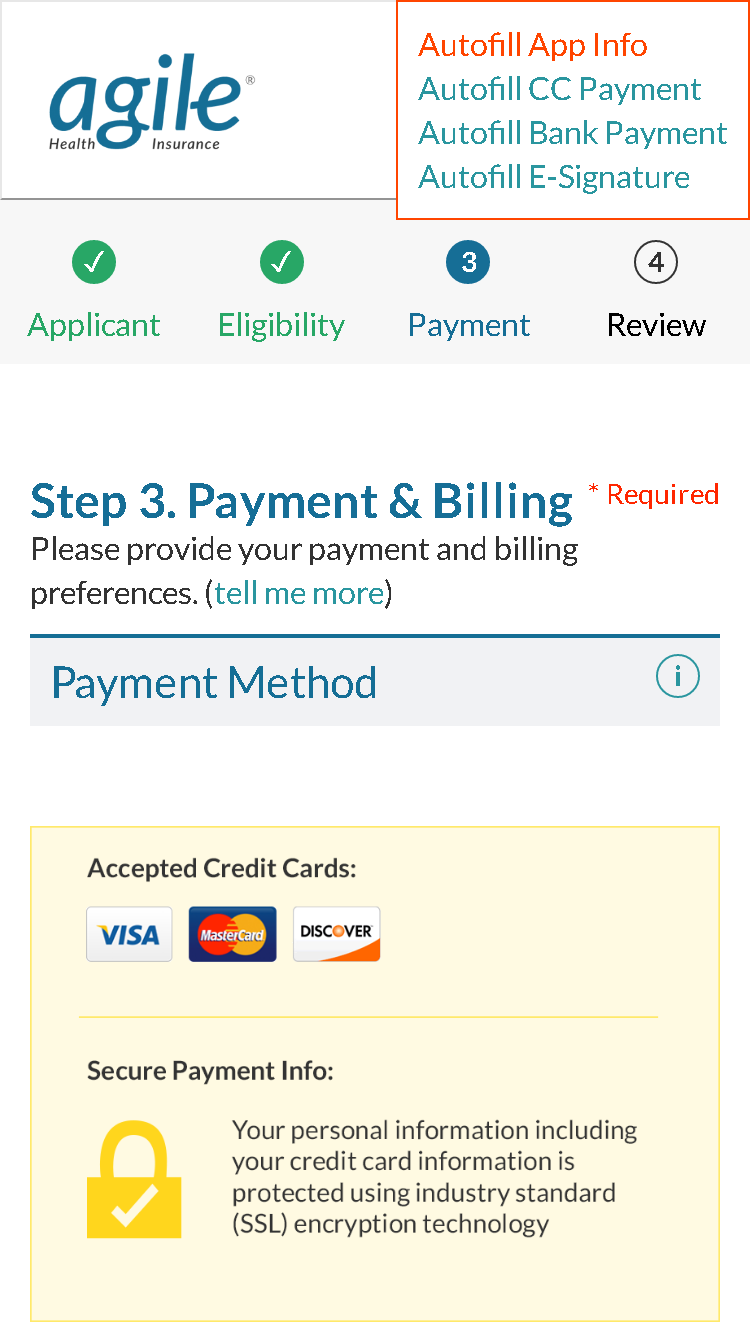 agile®
Health Insurance
Autofill App Info
Autofill CC Payment
Autofill Bank Payment
Autofill E-Signature
3
4
Applicant
Eligibility
Payment
Review
Step 3. Payment & Billing
* Required
Please provide your payment and billing
preferences. (tell me more)
Payment Method
i
Accepted Credit Cards:
VISA
MasterCard
DISCOVER
Secure Payment Info:
Your personal information including
your credit card information is
protected using industry standard
(SSL) encryption technology